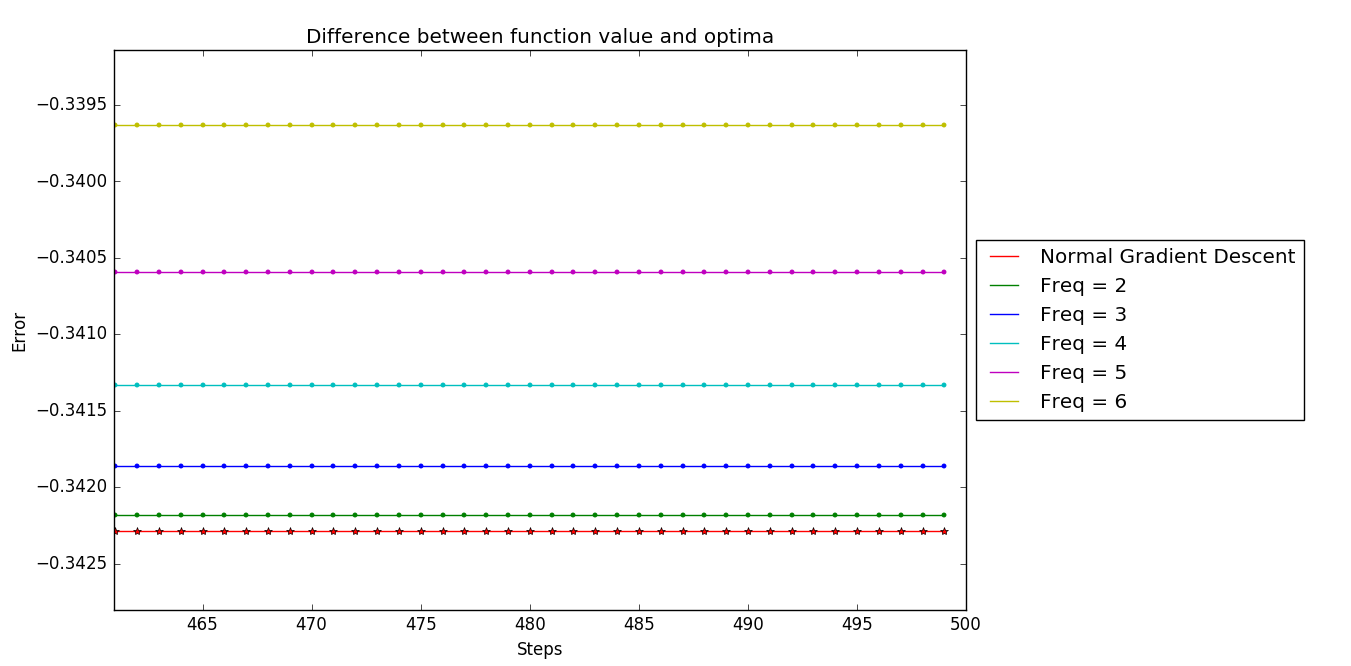 Difference between function value and optima
−0.3395
−0.3400
−0.3405
−0.3410
−0.3415
−0.3420
−0.3425
Error
465 470 475 480 485 490 495 500
Steps
Normal Gradient Descent
Freq = 2
Freq = 3
Freq = 4
Freq = 5
Freq = 6